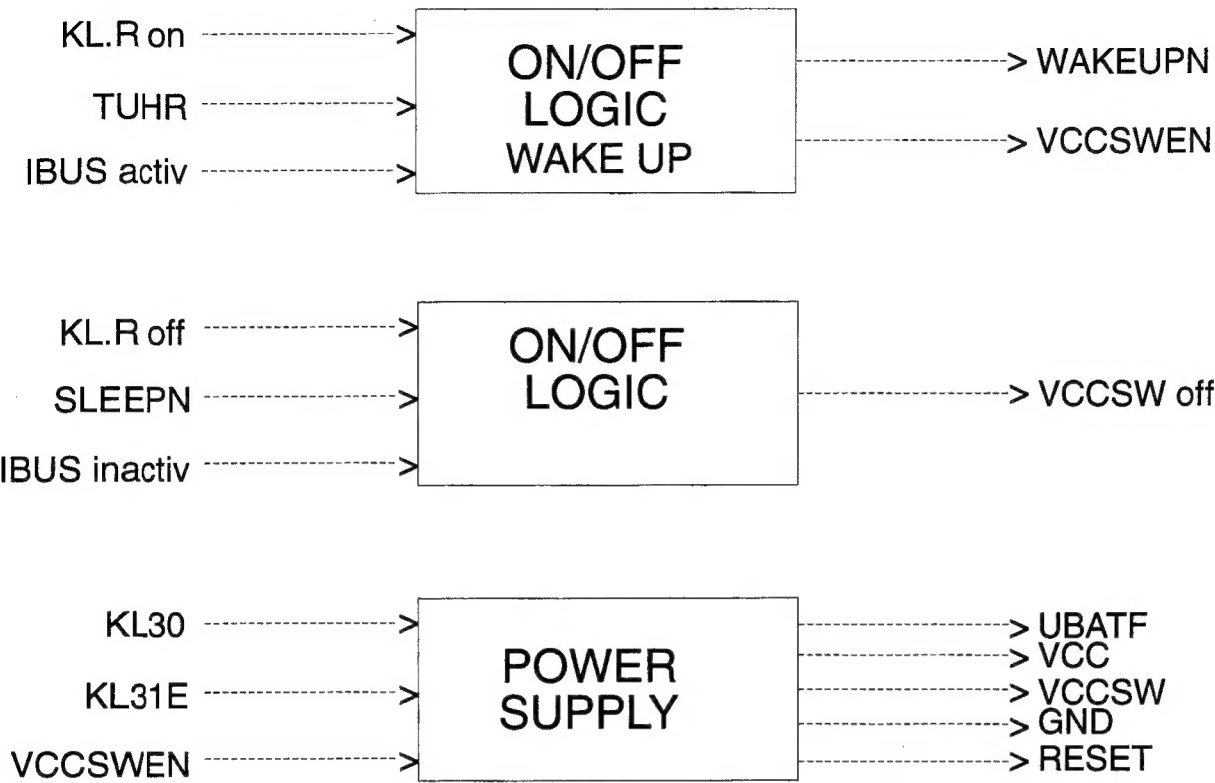 KL.R on
TUHR
IBUS activ
ON/OFF
LOGIC
WAKE UP
WAKEUPN
VCCSWEN
KL.R off
SLEEPN
IBUS inactiv
ON/OFF
LOGIC
VCCSW off
KL30
KL31E
VCCSWEN
POWER
SUPPLY
UBATF
VCC
VCCSW
GND
RESET